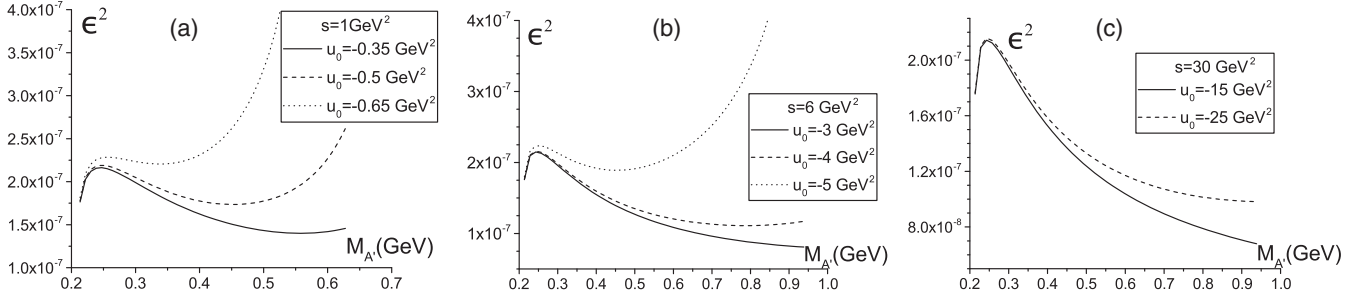 ϵ²
(a)
s=1GeV²
u₀=-0.35 GeV²
u₀=-0.5 GeV²
u₀=-0.65 GeV²
4.0x10⁻⁷
3.5x10⁻⁷
3.0x10⁻⁷
2.5x10⁻⁷
2.0x10⁻⁷
1.5x10⁻⁷
1.0x10⁻⁷
M_A'(GeV)
0.2 0.3 0.4 0.5 0.6 0.7
ϵ²
(b)
s=6 GeV²
u₀=-3 GeV²
u₀=-4 GeV²
u₀=-5 GeV²
4x10⁻⁷
3x10⁻⁷
2x10⁻⁷
1x10⁻⁷
M_A'(GeV)
0.2 0.3 0.4 0.5 0.6 0.7 0.8 0.9 1.0
ϵ²
(c)
s=30 GeV²
u₀=-15 GeV²
u₀=-25 GeV²
2.0x10⁻⁷
1.6x10⁻⁷
1.2x10⁻⁷
8.0x10⁻⁸
M_A'(GeV)
0.2 0.3 0.4 0.5 0.6 0.7 0.8 0.9 1.0